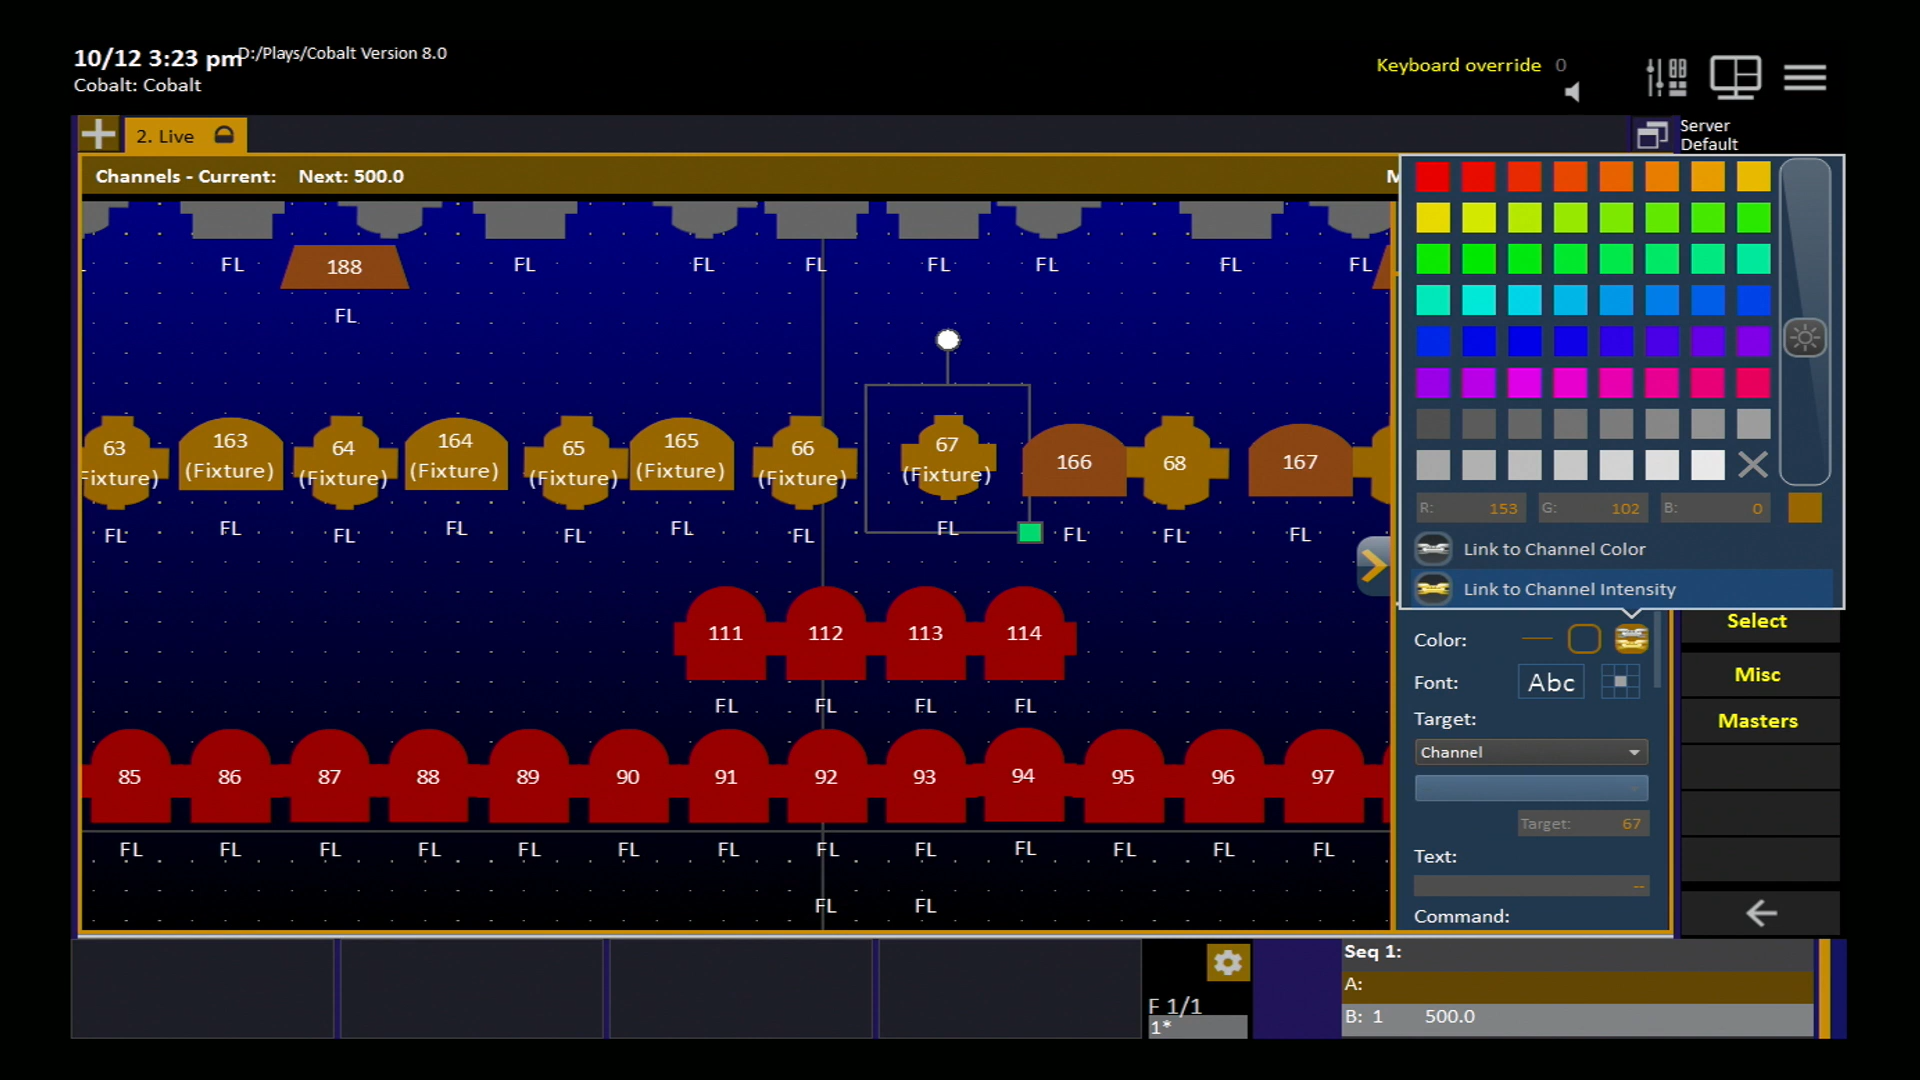 10/12 3:23 pm
D:/Plays/Cobalt Version 8.0
Cobalt: Cobalt
Keyboard override 0
2. Live
Server
Default
Channels - Current: Next: 500.0
M
FL FL FL FL FL FL FL FL
188
FL
63 163 64 164 65 165 66 67 166 68 167
(Fixture) (Fixture) (Fixture) (Fixture) (Fixture) (Fixture) (Fixture) (Fixture)
FL FL FL FL FL FL FL FL FL FL FL
111 112 113 114
FL FL FL FL
85 86 87 88 89 90 91 92 93 94 95 96 97
FL FL FL FL FL FL FL FL FL FL FL FL FL
FL FL
R: 153 G: 102 B: 0
Link to Channel Color
Link to Channel Intensity
Color:
Font: Abc
Target:
Channel
Target: 67
Text:
--
Command:
Select
Misc
Masters
F 1/1
1*
Seq 1:
A:
B: 1 500.0